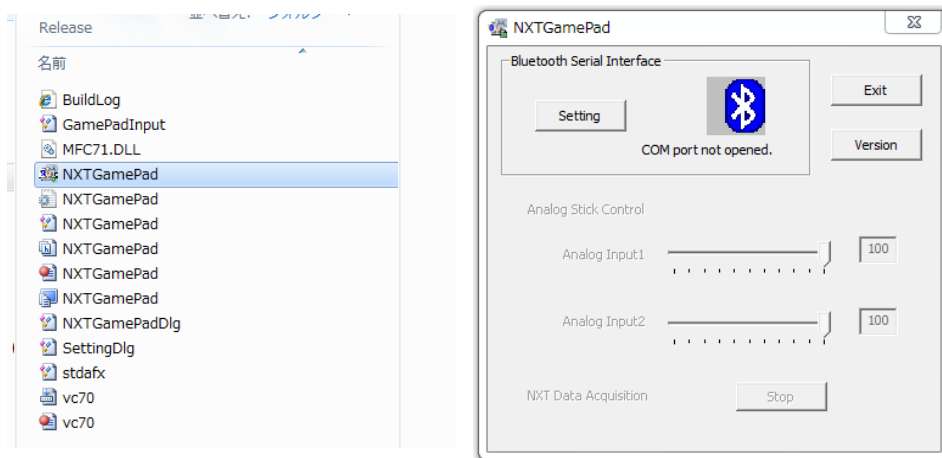 Release
名前
BuildLog
GamePadInput
MFC71.DLL
NXTGamePad
NXTGamePad
NXTGamePad
NXTGamePad
NXTGamePad
NXTGamePad
NXTGamePadDlg
SettingDlg
stdafx
vc70
vc70
NXTGamePad
Bluetooth Serial Interface
Setting
COM port not opened.
Exit
Version
Analog Stick Control
Analog Input1
100
Analog Input2
100
NXT Data Acquisition
Stop